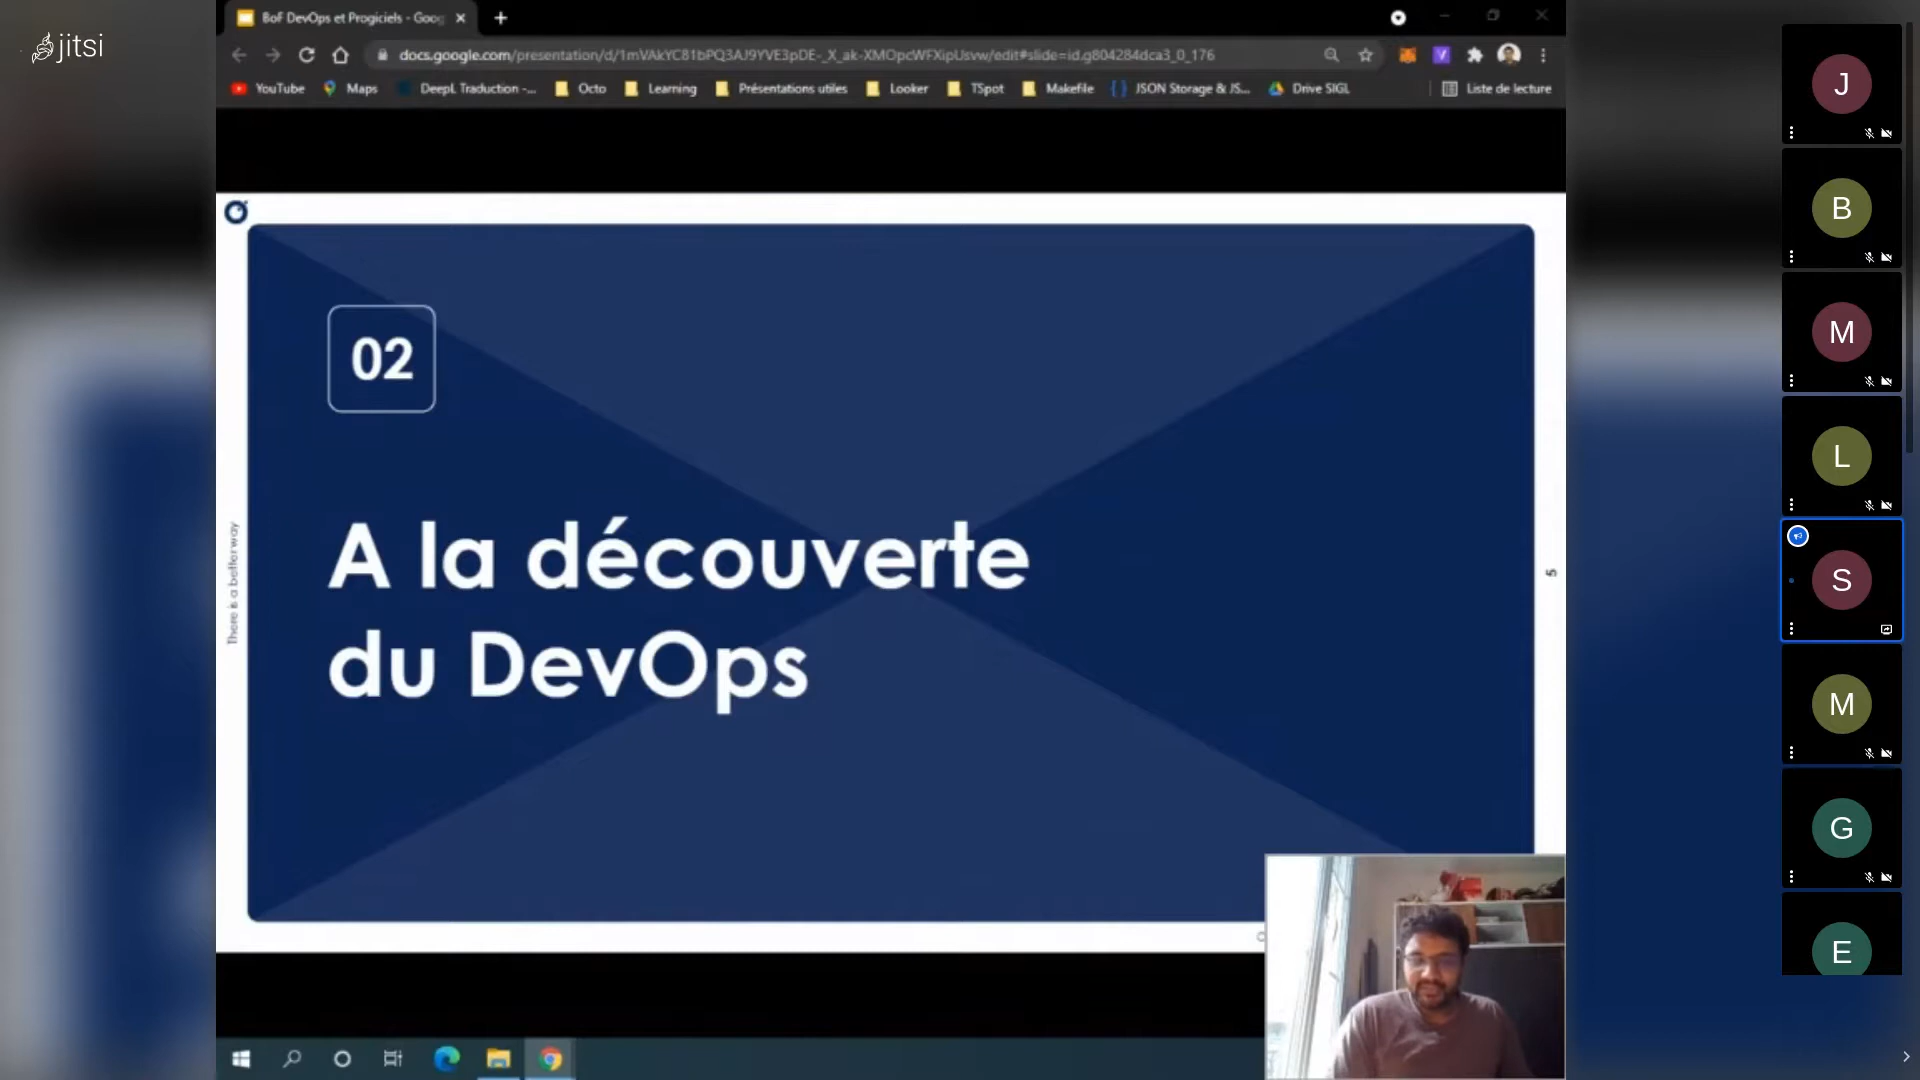 jitsi
BoF DevOps et Progiciels - Goog
docs.google.com/presentation/d/1mVAkYC81bPQ3AJ9YVE3pDE-_X_ak-XMOpcWFXipUsvw/edit#slide=id.g804284dca3_0_176
YouTube Maps DeepL Traduction -... Octo Learning Présentations utiles Looker TSpot Makefile JSON Storage & JS... Drive SIGL Liste de lecture
02
A la découverte
du DevOps
There is a better way
5
J
B
M
L
S
M
G
E